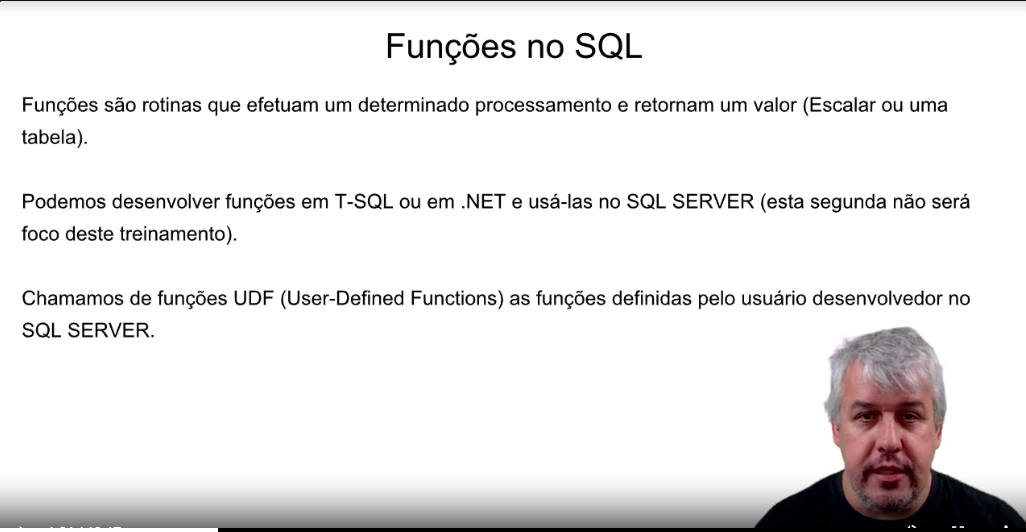 Funções no SQL
Funções são rotinas que efetuam um determinado processamento e retornam um valor (Escalar ou uma
tabela).
Podemos desenvolver funções em T-SQL ou em .NET e usá-las no SQL SERVER (esta segunda não será
foco deste treinamento).
Chamamos de funções UDF (User-Defined Functions) as funções definidas pelo usuário desenvolvedor no
SQL SERVER.